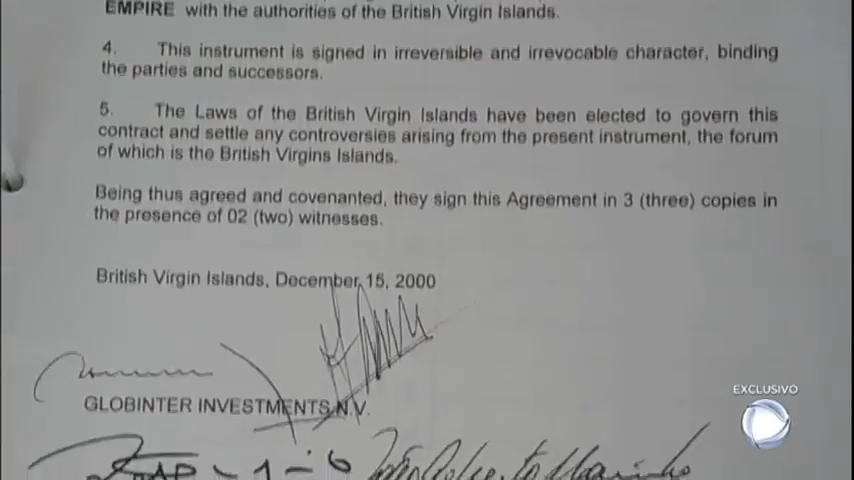 EMPIRE with the authorities of the British Virgin Islands.
4. This instrument is signed in irreversible and irrevocable character, binding
the parties and successors.
5. The Laws of the British Virgin Islands have been elected to govern this
contract and settle any controversies arising from the present instrument, the forum
of which is the British Virgins Islands.
Being thus agreed and covenanted, they sign this Agreement in 3 (three) copies in
the presence of 02 (two) witnesses.
British Virgin Islands, December 15, 2000
GLOBINTER INVESTMENTS N.V.
João Roberto Marinho
EXCLUSIVO